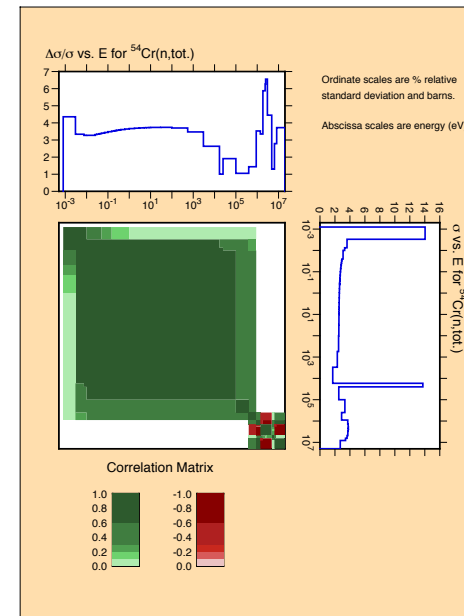 Δσ/σ vs. E for ⁵⁴Cr(n,tot.)
7
6
5
4
3
2
1
0
10⁻³ 10⁻¹ 10¹ 10³ 10⁵ 10⁷
Ordinate scales are % relative
standard deviation and barns.
Abscissa scales are energy (eV
σ vs. E for ⁵⁴Cr(n,tot.)
0 2 4 6 8 10 12 14 16
10⁻³
10⁻¹
10¹
10³
10⁵
10⁷
Correlation Matrix
1.0 -1.0
0.8 -0.8
0.6 -0.6
0.4 -0.4
0.2 -0.2
0.0 0.0